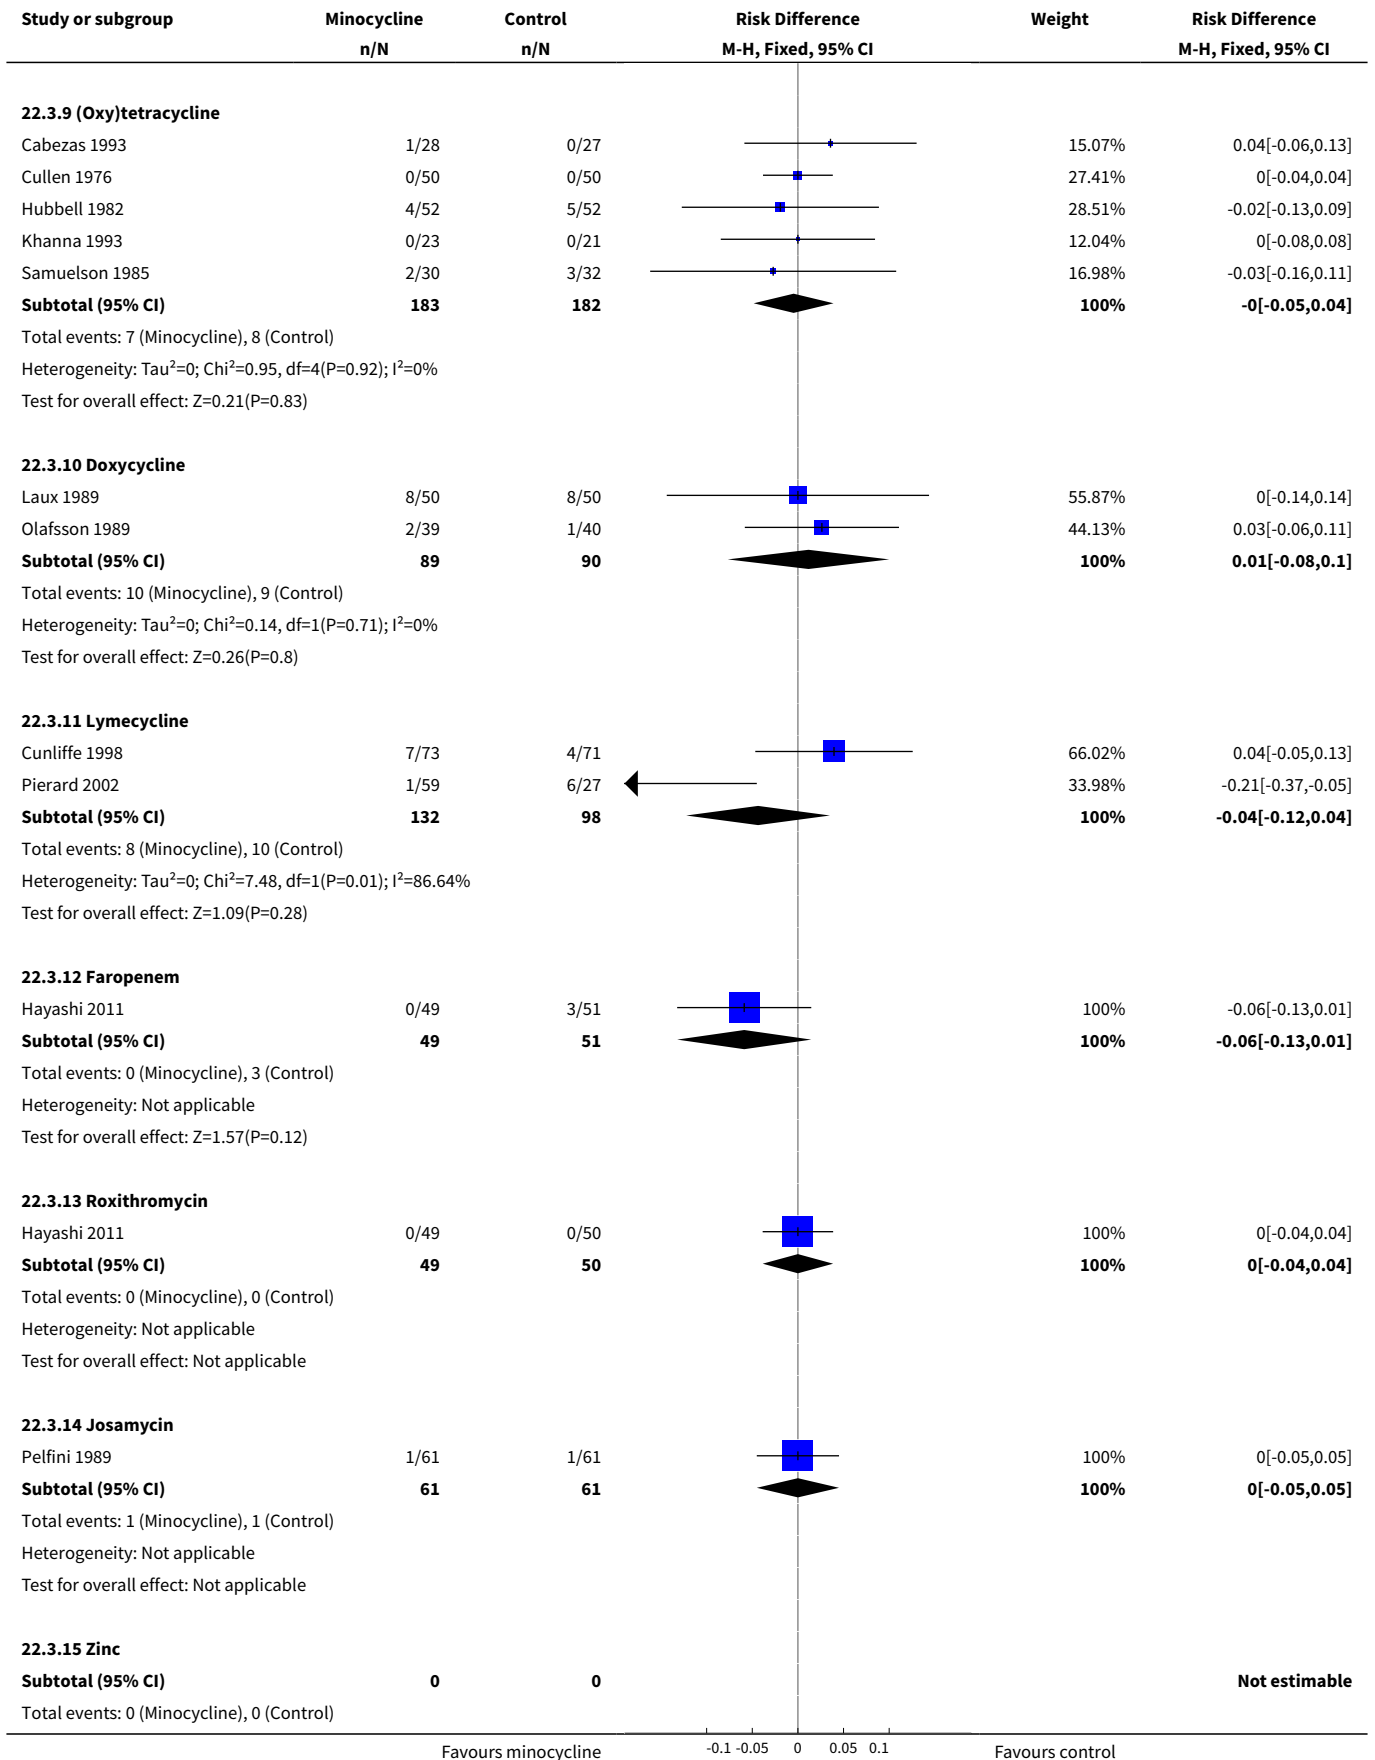 Study or subgroup Minocycline Control Risk Difference Weight Risk Difference
n/N n/N M-H, Fixed, 95% CI M-H, Fixed, 95% CI
22.3.9 (Oxy)tetracycline
Cabezas 1993 1/28 0/27 15.07% 0.04[-0.06,0.13]
Cullen 1976 0/50 0/50 27.41% 0[-0.04,0.04]
Hubbell 1982 4/52 5/52 28.51% -0.02[-0.13,0.09]
Khanna 1993 0/23 0/21 12.04% 0[-0.08,0.08]
Samuelson 1985 2/30 3/32 16.98% -0.03[-0.16,0.11]
Subtotal (95% CI) 183 182 100% -0[-0.05,0.04]
Total events: 7 (Minocycline), 8 (Control)
Heterogeneity: Tau²=0; Chi²=0.95, df=4(P=0.92); I²=0%
Test for overall effect: Z=0.21(P=0.83)
22.3.10 Doxycycline
Laux 1989 8/50 8/50 55.87% 0[-0.14,0.14]
Olafsson 1989 2/39 1/40 44.13% 0.03[-0.06,0.11]
Subtotal (95% CI) 89 90 100% 0.01[-0.08,0.1]
Total events: 10 (Minocycline), 9 (Control)
Heterogeneity: Tau²=0; Chi²=0.14, df=1(P=0.71); I²=0%
Test for overall effect: Z=0.26(P=0.8)
22.3.11 Lymecycline
Cunliffe 1998 7/73 4/71 66.02% 0.04[-0.05,0.13]
Pierard 2002 1/59 6/27 33.98% -0.21[-0.37,-0.05]
Subtotal (95% CI) 132 98 100% -0.04[-0.12,0.04]
Total events: 8 (Minocycline), 10 (Control)
Heterogeneity: Tau²=0; Chi²=7.48, df=1(P=0.01); I²=86.64%
Test for overall effect: Z=1.09(P=0.28)
22.3.12 Faropenem
Hayashi 2011 0/49 3/51 100% -0.06[-0.13,0.01]
Subtotal (95% CI) 49 51 100% -0.06[-0.13,0.01]
Total events: 0 (Minocycline), 3 (Control)
Heterogeneity: Not applicable
Test for overall effect: Z=1.57(P=0.12)
22.3.13 Roxithromycin
Hayashi 2011 0/49 0/50 100% 0[-0.04,0.04]
Subtotal (95% CI) 49 50 100% 0[-0.04,0.04]
Total events: 0 (Minocycline), 0 (Control)
Heterogeneity: Not applicable
Test for overall effect: Not applicable
22.3.14 Josamycin
Pelfini 1989 1/61 1/61 100% 0[-0.05,0.05]
Subtotal (95% CI) 61 61 100% 0[-0.05,0.05]
Total events: 1 (Minocycline), 1 (Control)
Heterogeneity: Not applicable
Test for overall effect: Not applicable
22.3.15 Zinc
Subtotal (95% CI) 0 0 Not estimable
Total events: 0 (Minocycline), 0 (Control)
Favours minocycline -0.1 -0.05 0 0.05 0.1 Favours control